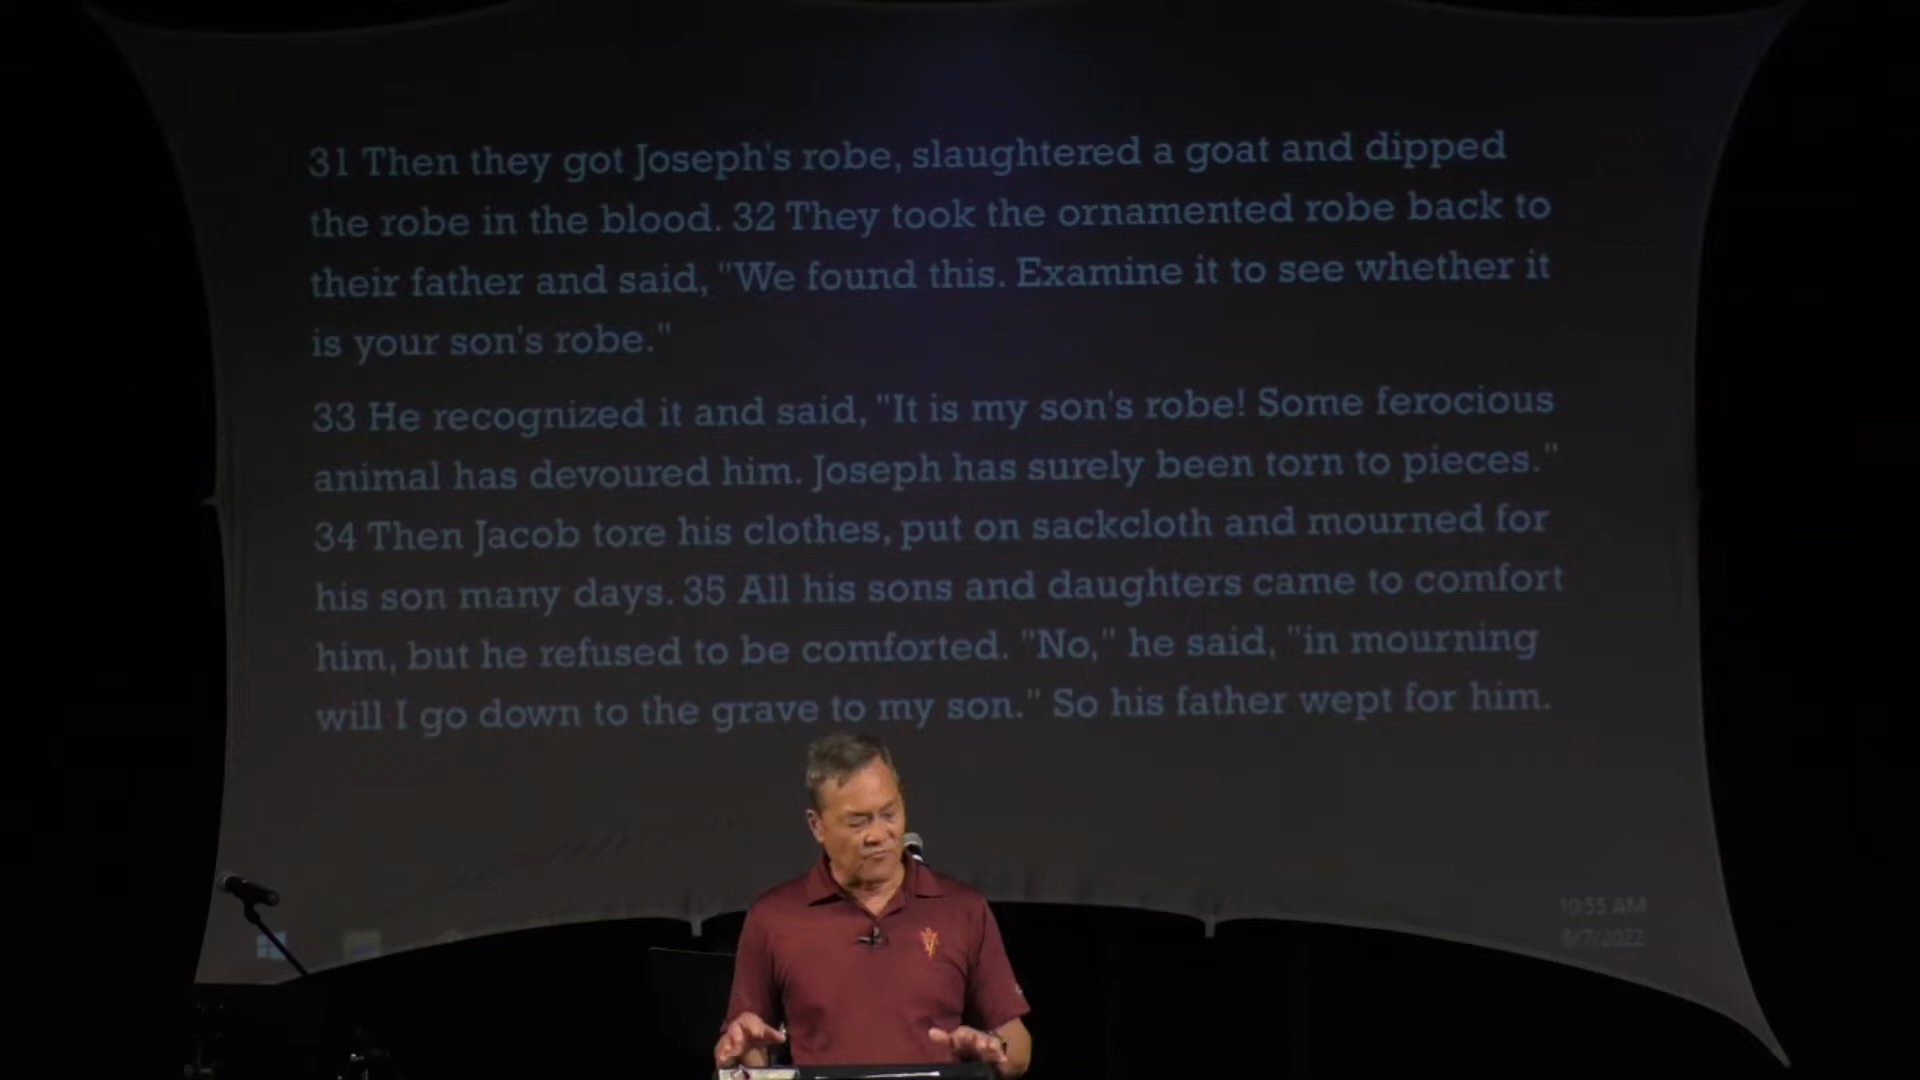 31 Then they got Joseph's robe, slaughtered a goat and dipped
the robe in the blood. 32 They took the ornamented robe back to
their father and said, "We found this. Examine it to see whether it
is your son's robe."
33 He recognized it and said, "It is my son's robe! Some ferocious
animal has devoured him. Joseph has surely been torn to pieces."
34 Then Jacob tore his clothes, put on sackcloth and mourned for
his son many days. 35 All his sons and daughters came to comfort
him, but he refused to be comforted. "No," he said, "in mourning
will I go down to the grave to my son." So his father wept for him.
10:55 AM
8/7/2022